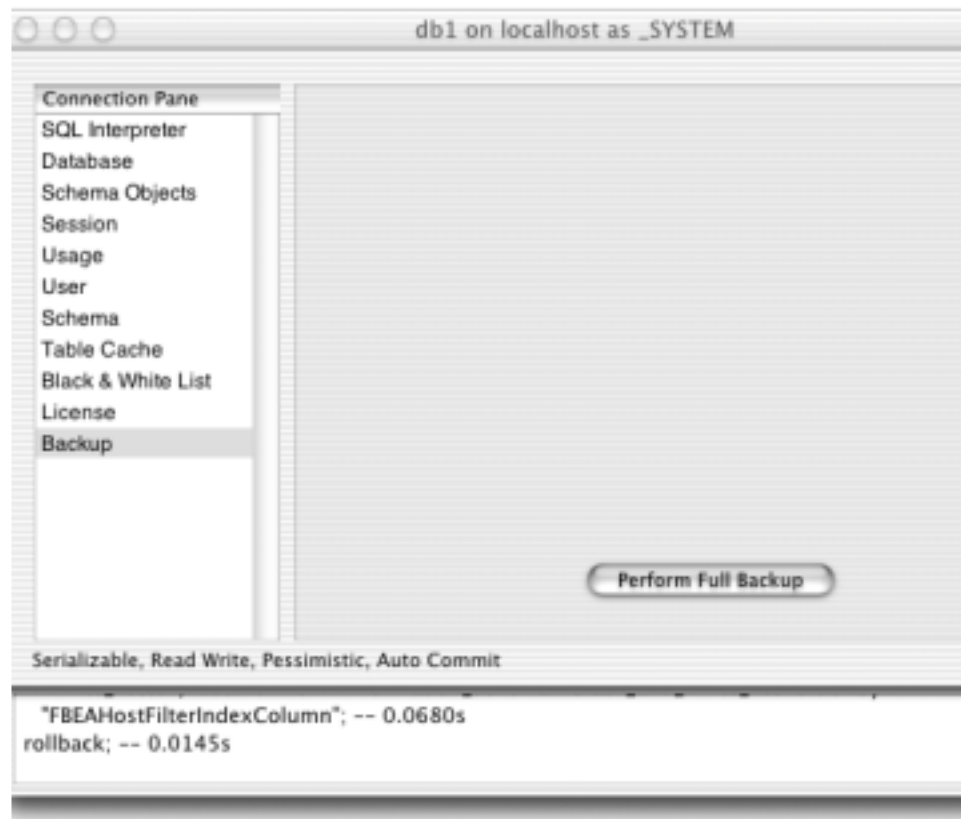 db1 on localhost as _SYSTEM
Connection Pane
SQL Interpreter
Database
Schema Objects
Session
Usage
User
Schema
Table Cache
Black & White List
License
Backup
Perform Full Backup
Serializable, Read Write, Pessimistic, Auto Commit
"FBEAHostFilterIndexColumn"; -- 0.0680s
rollback; -- 0.0145s